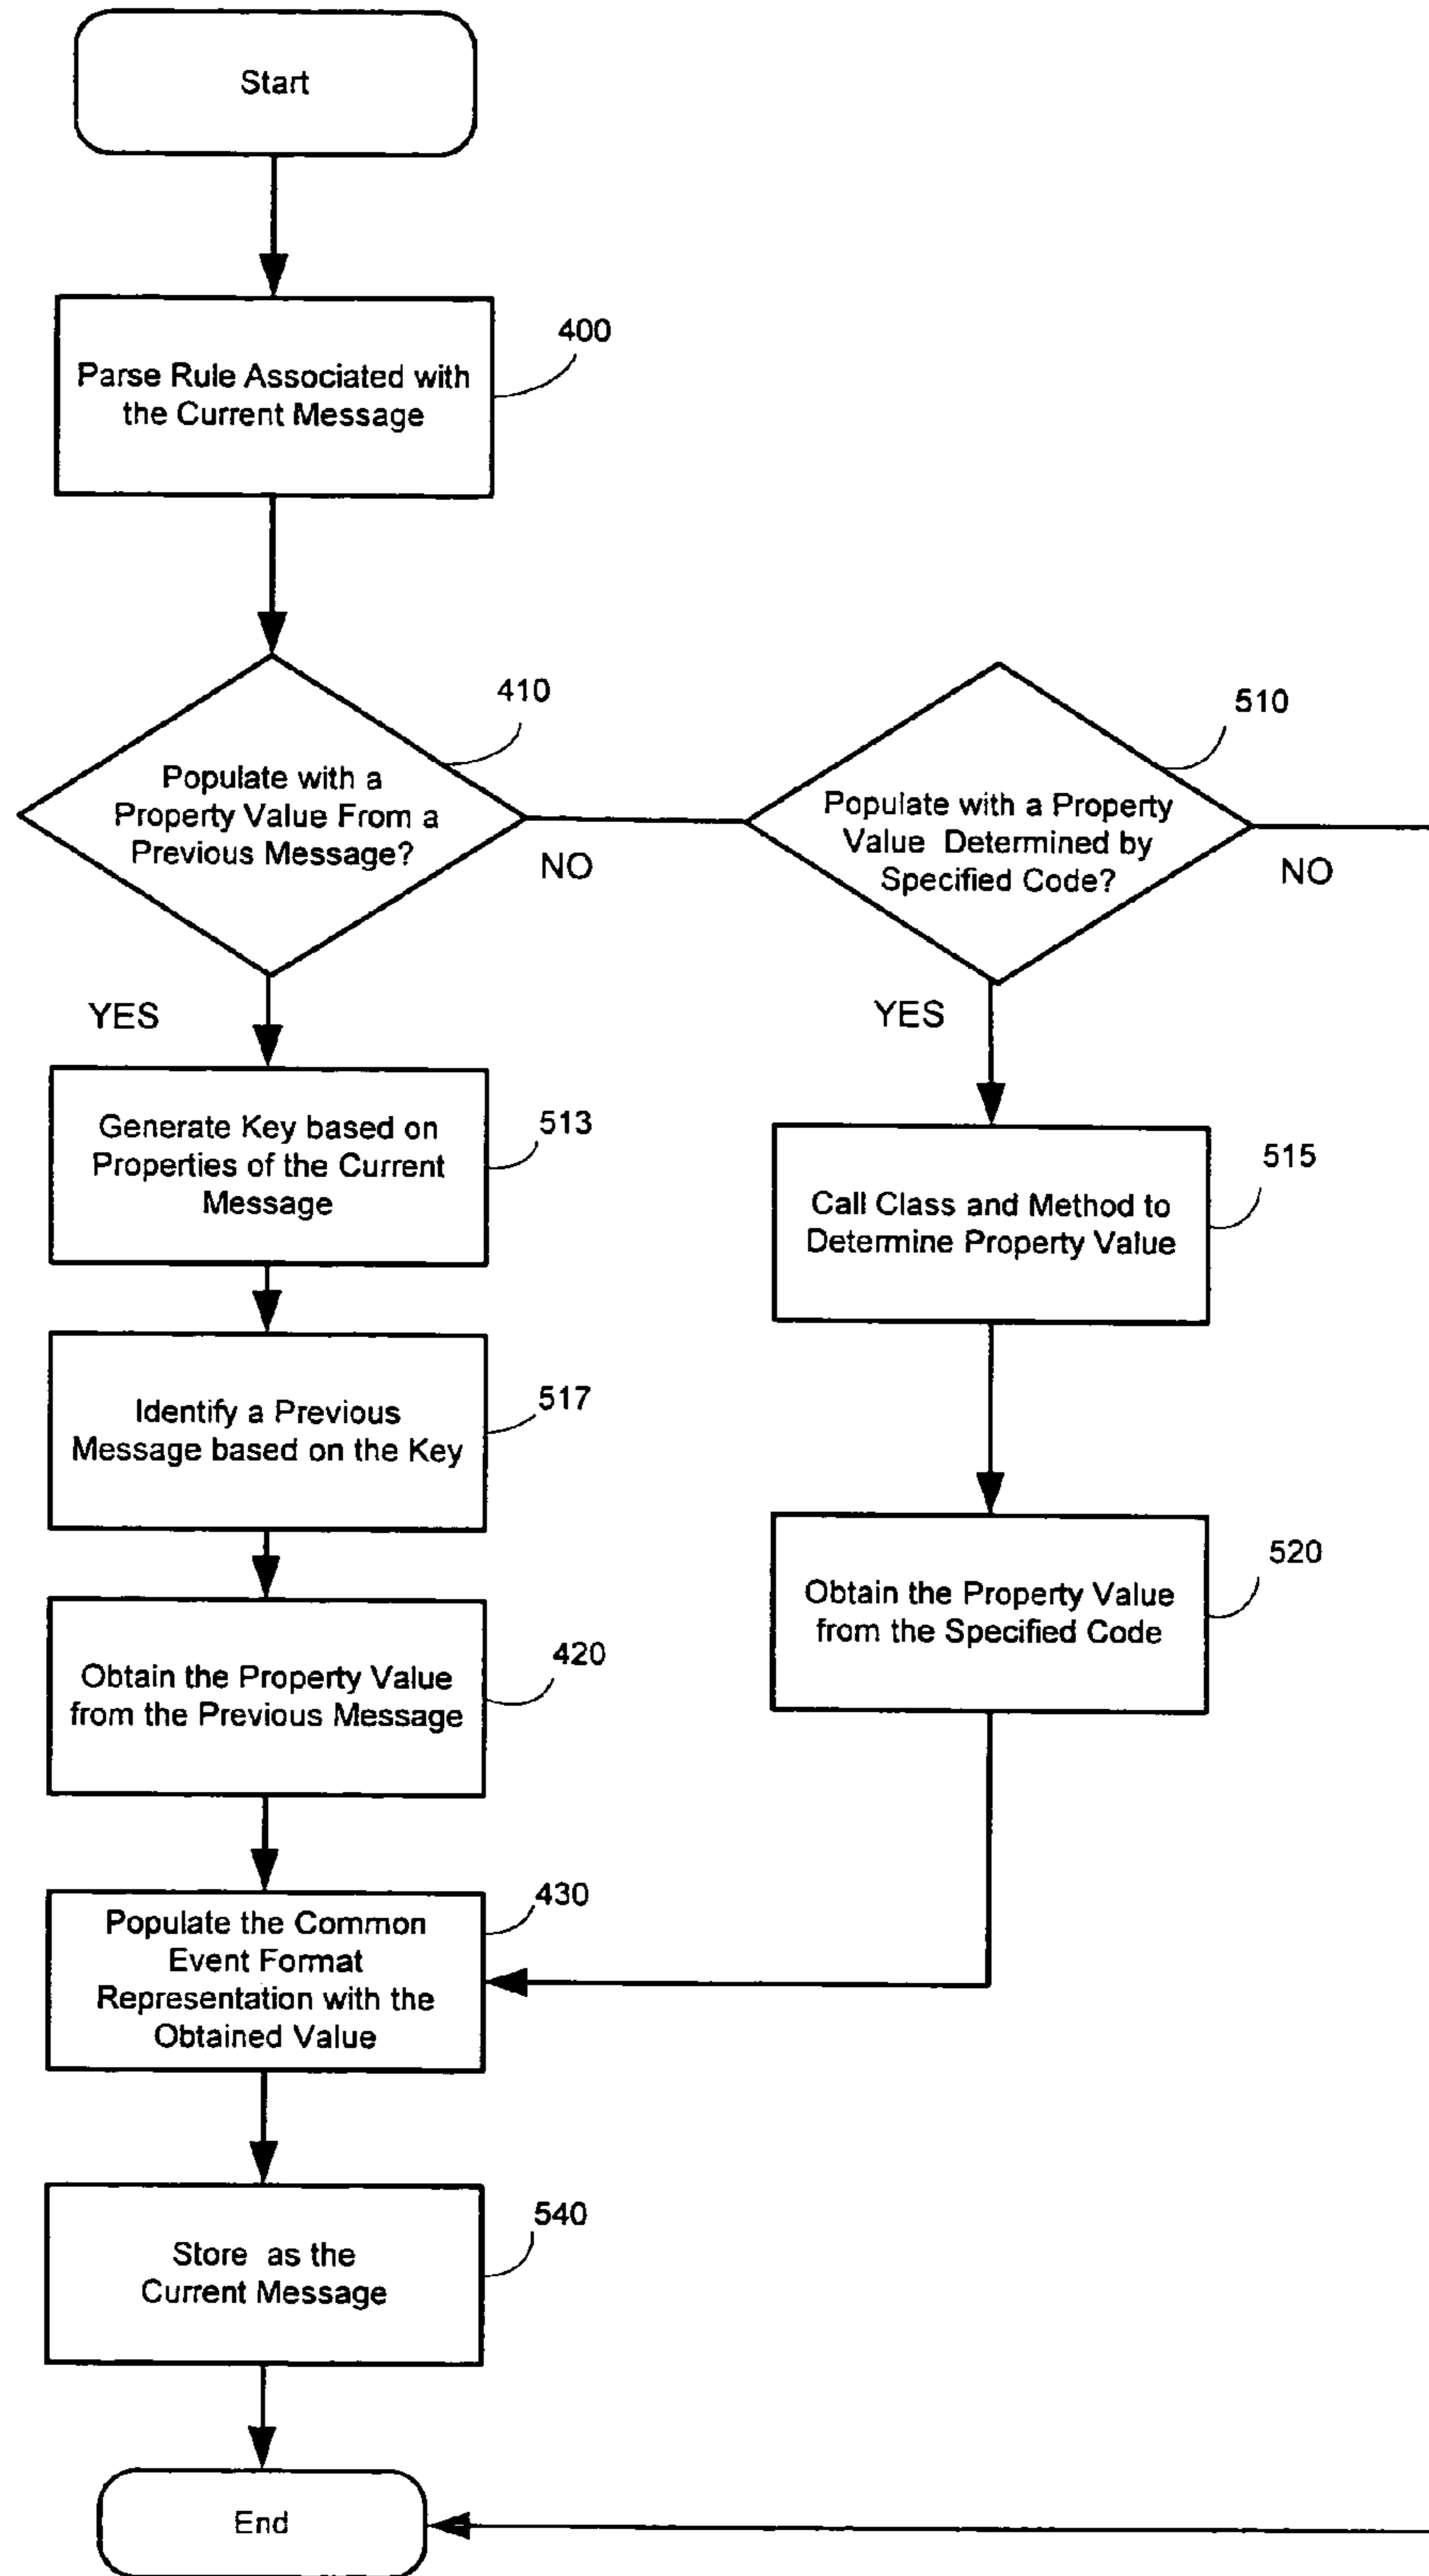 Start
400
Parse Rule Associated with
the Current Message
410
Populate with a
Property Value From a
Previous Message?
NO
510
Populate with a Property
Value Determined by
Specified Code?
NO
YES
YES
Generate Key based on
Properties of the Current
Message
513
Call Class and Method to
Determine Property Value
515
Identify a Previous
Message based on the Key
517
Obtain the Property Value
from the Specified Code
520
Obtain the Property Value
from the Previous Message
420
Populate the Common
Event Format
Representation with the
Obtained Value
430
Store as the
Current Message
540
End